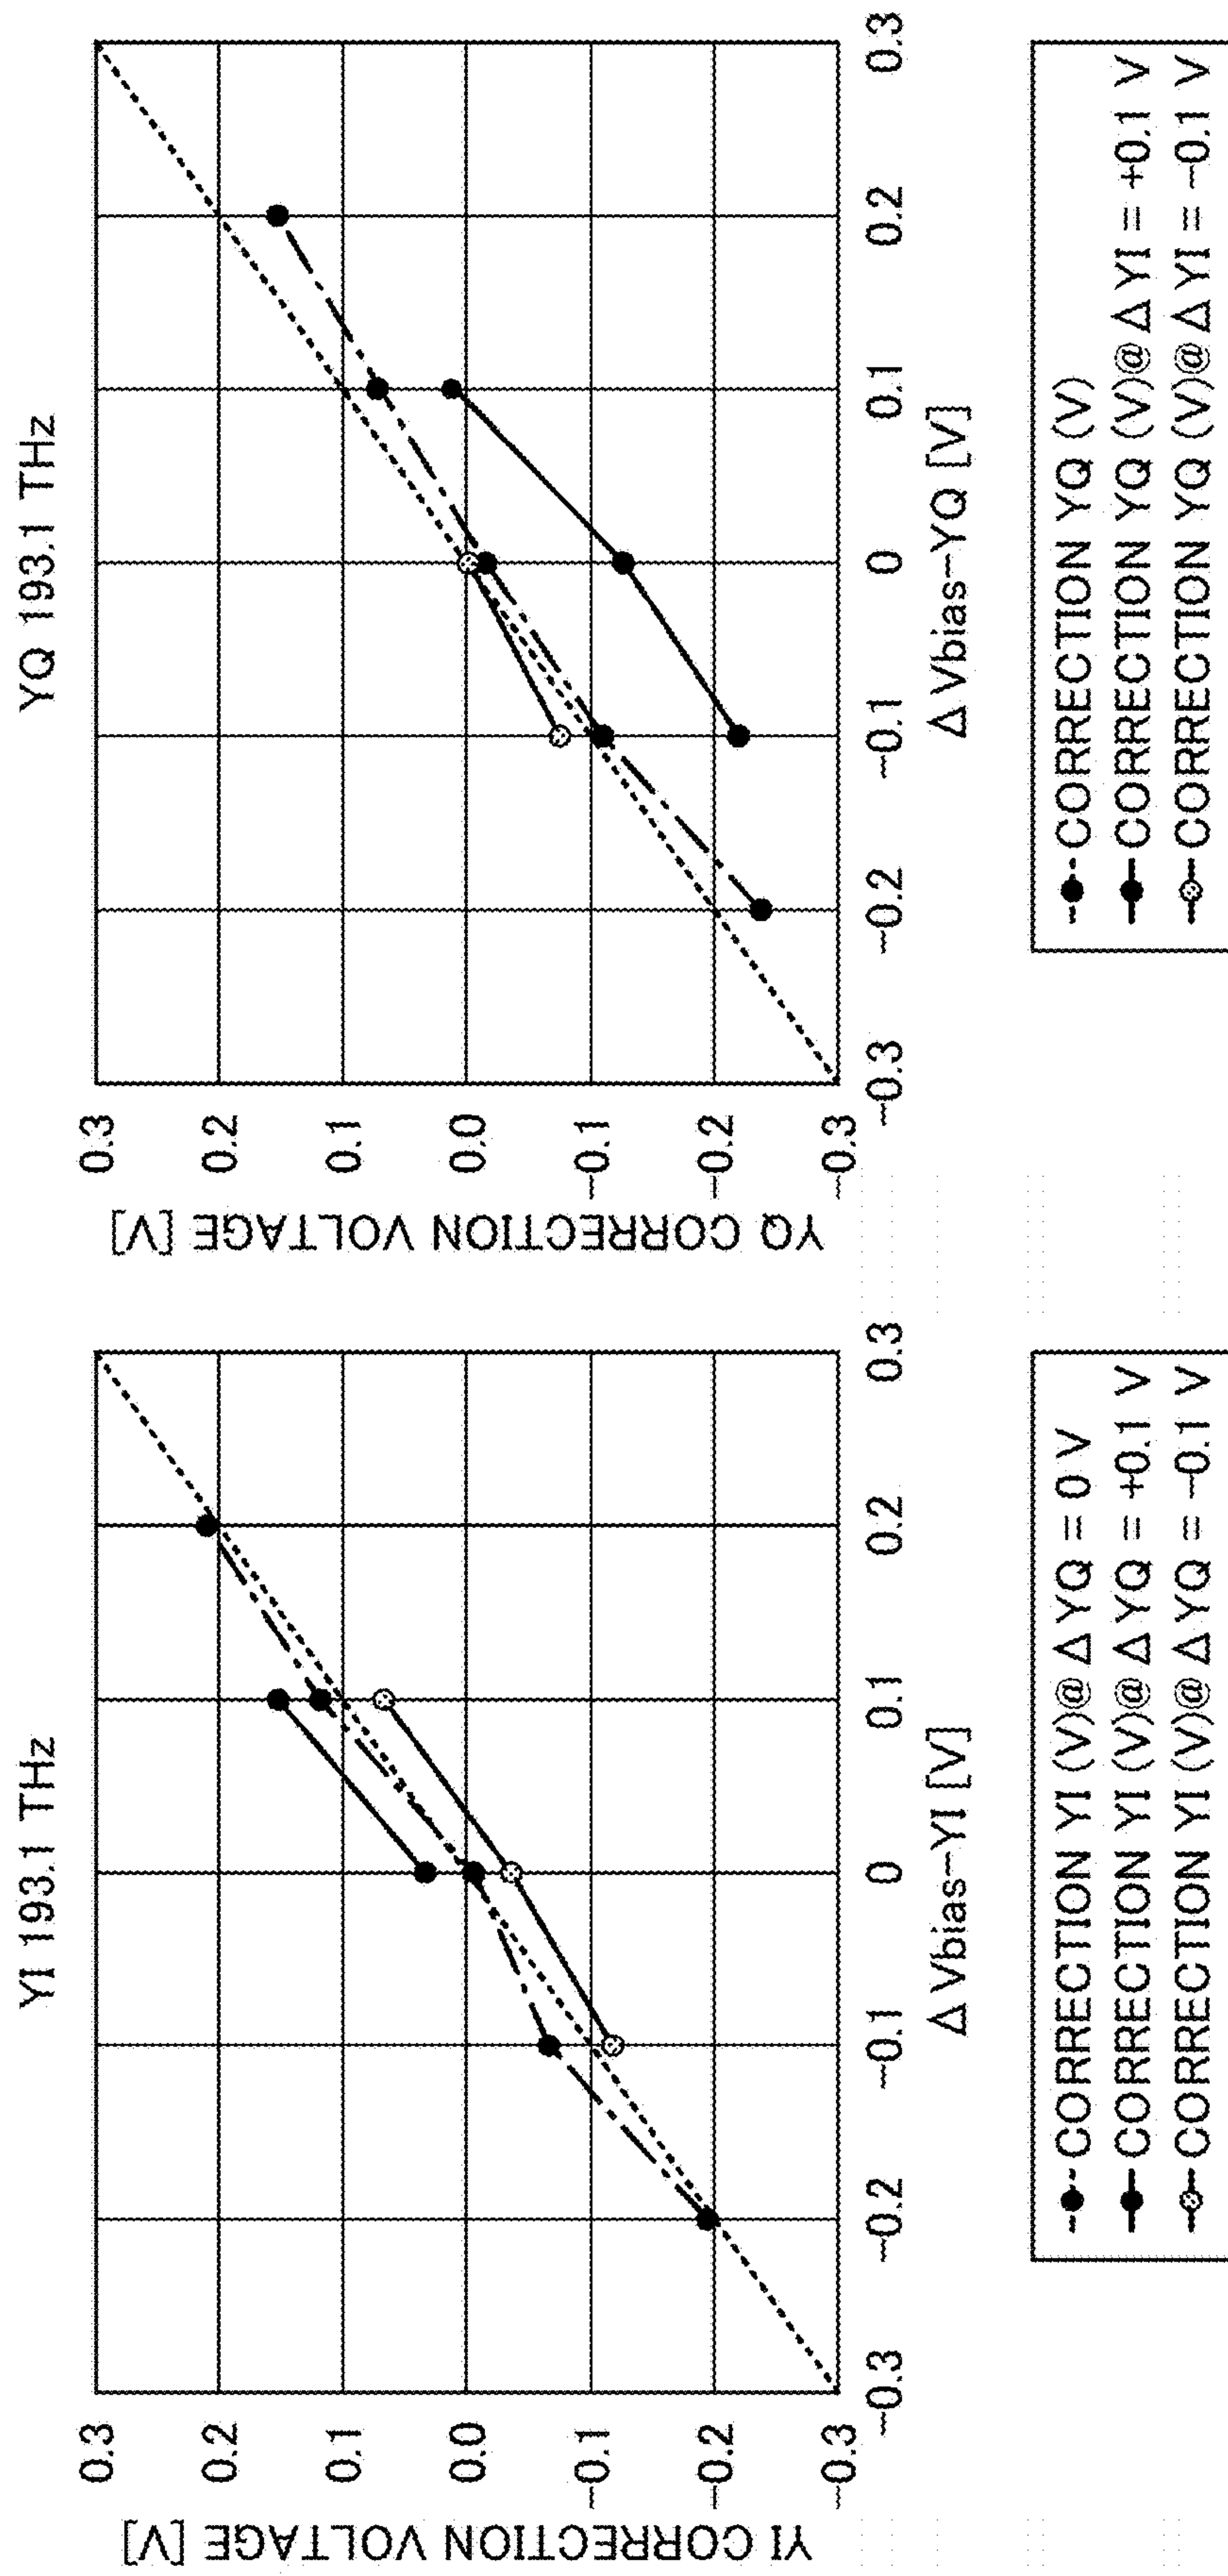 YI 193.1 THz
YI CORRECTION VOLTAGE [V]
0.3
0.2
0.1
0.0
-0.1
-0.2
-0.3
-0.3
-0.2
-0.1
0
0.1
0.2
0.3
Δ Vbias-YI [V]
CORRECTION YI (V)@ΔYQ = 0 V
CORRECTION YI (V)@ΔYQ = +0.1 V
CORRECTION YI (V)@ΔYQ = -0.1 V
YQ 193.1 THz
YQ CORRECTION VOLTAGE [V]
0.3
0.2
0.1
0.0
-0.1
-0.2
-0.3
-0.3
-0.2
-0.1
0
0.1
0.2
0.3
Δ Vbias-YQ [V]
CORRECTION YQ (V)
CORRECTION YQ (V)@ΔYI = +0.1 V
CORRECTION YQ (V)@ΔYI = -0.1 V